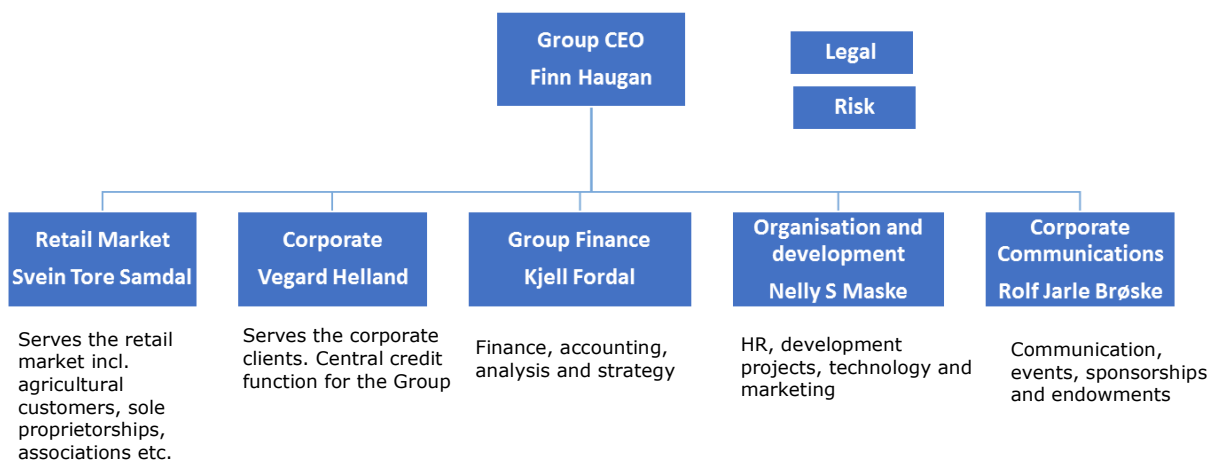 Group CEO
Finn Haugan
Legal
Risk
Retail Market
Svein Tore Samdal
Corporate
Vegard Helland
Group Finance
Kjell Fordal
Organisation and
development
Nelly S Maske
Corporate
Communications
Rolf Jarle Brøske
Serves the retail
market incl.
agricultural
customers, sole
proprietorships,
associations etc.
Serves the corporate
clients. Central credit
function for the Group
Finance, accounting,
analysis and strategy
HR, development
projects, technology and
marketing
Communication,
events, sponsorships
and endowments